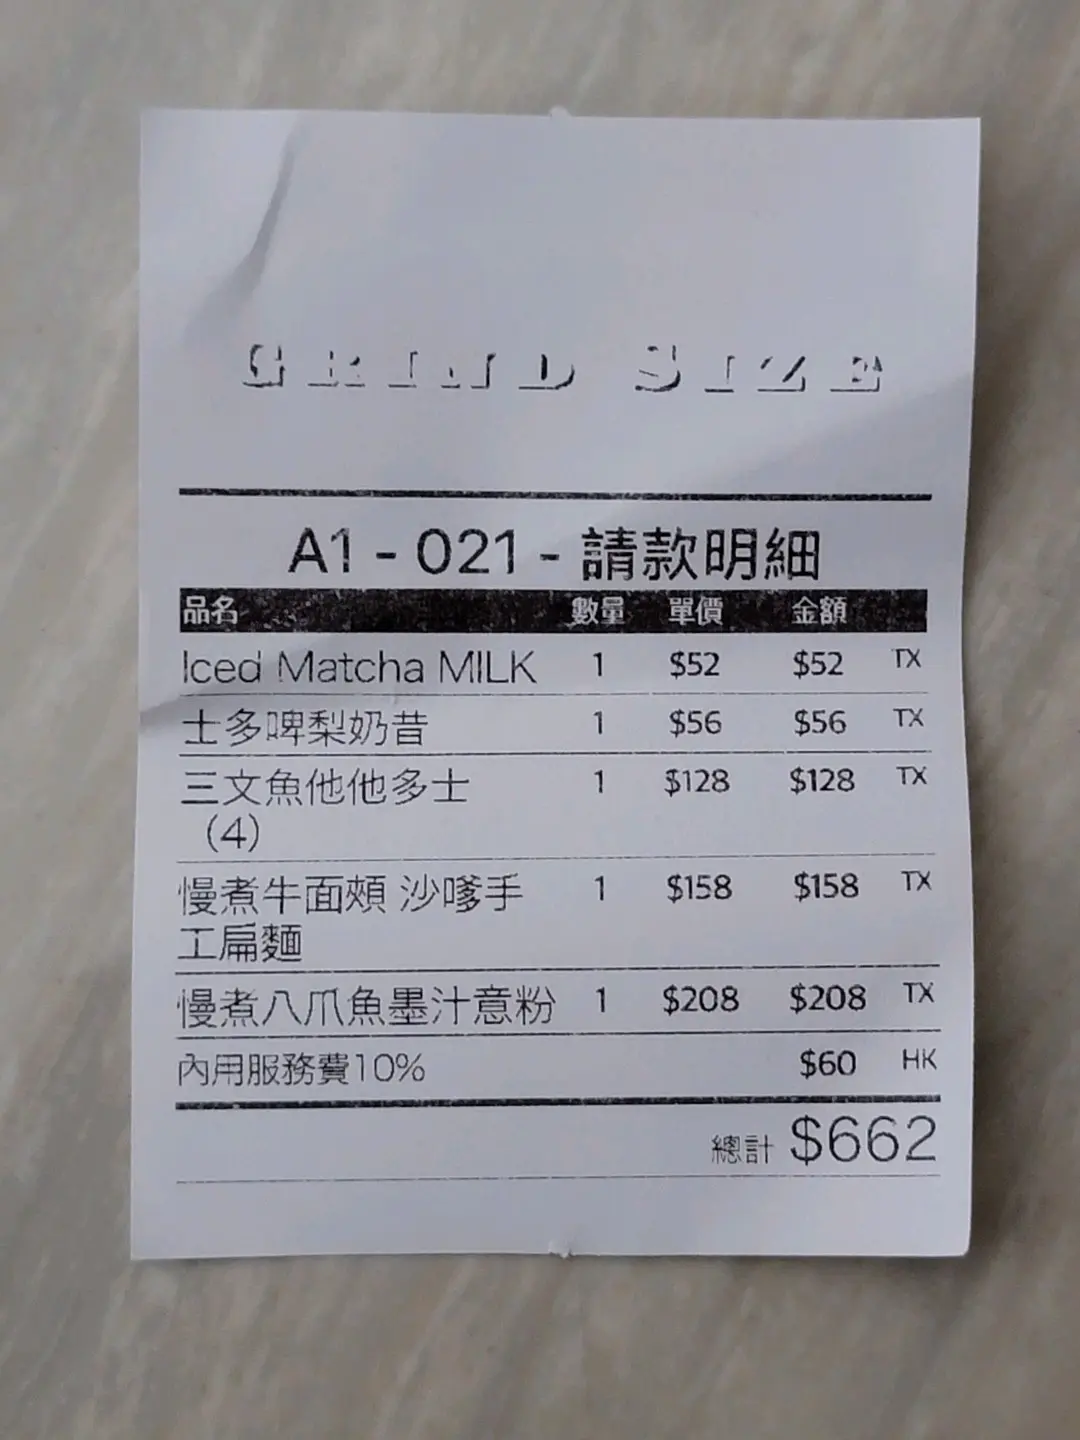 GRIND SIZE
A1 - 021 - 請款明細
品名 數量 單價 金額
Iced Matcha MILK 1 $52 $52 TX
士多啤梨奶昔 1 $56 $56 TX
三文魚他他多士 1 $128 $128 TX
(4)
慢煮牛面頰 沙嗲手 1 $158 $158 TX
工扁麵
慢煮八爪魚墨汁意粉 1 $208 $208 TX
內用服務費10% $60 HK
總計 $662